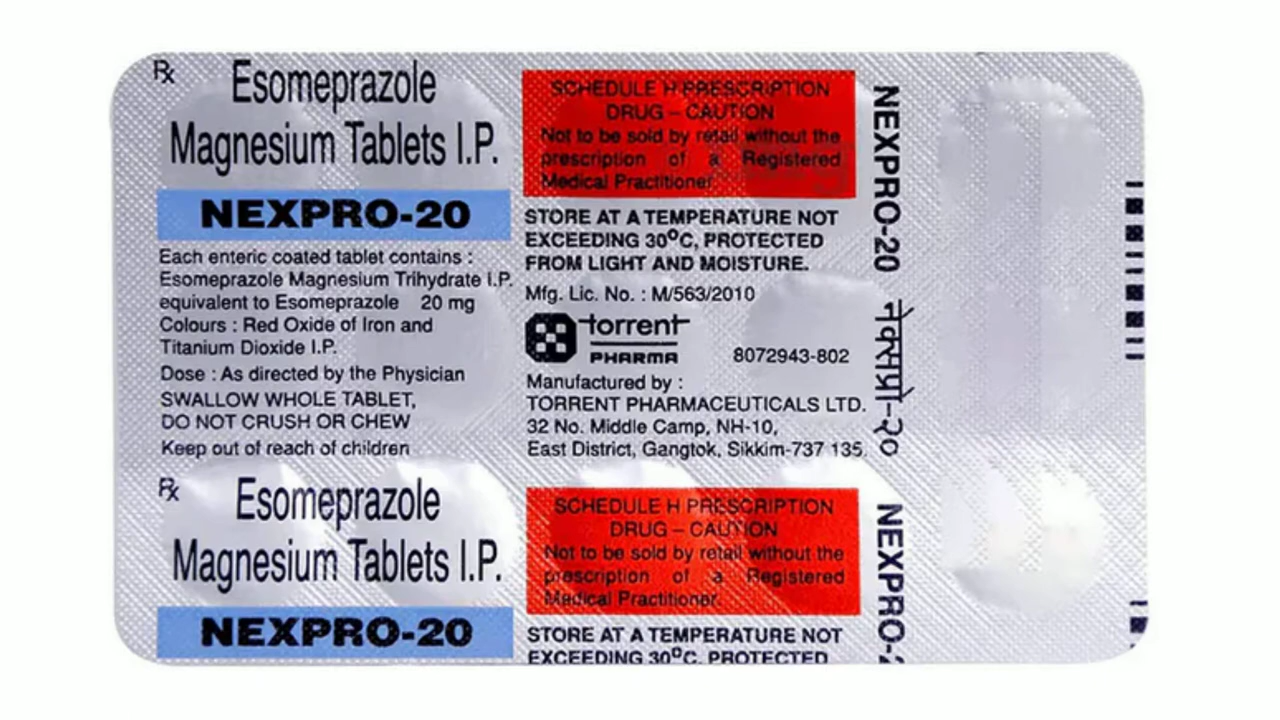 Rx
Esomeprazole
Magnesium Tablets I.P.
NEXPRO-20
Each enteric coated tablet contains :
Esomeprazole Magnesium Trihydrate I.P.
equivalent to Esomeprazole 20 mg
Colours : Red Oxide of Iron and
Titanium Dioxide I.P.
Dose : As directed by the Physician
SWALLOW WHOLE TABLET,
DO NOT CRUSH OR CHEW
Keep out of reach of children
SCHEDULE H PRESCRIPTION
DRUG – CAUTION
Not to be sold by retail without the
prescription of a Registered
Medical Practitioner.
STORE AT A TEMPERATURE NOT
EXCEEDING 30°C, PROTECTED
FROM LIGHT AND MOISTURE.
Mfg. Lic. No. : M/563/2010
torrent
PHARMA
8072943-802
Manufactured by :
TORRENT PHARMACEUTICALS LTD.
32 No. Middle Camp, NH-10,
East District, Gangtok, Sikkim-737 135.
NEXPRO-20 नेक्सप्रो-२०
Rx
Esomeprazole
Magnesium Tablets I.P.
NEXPRO-20
SCHEDULE H PRESCRIPTION
DRUG – CAUTION
Not to be sold by retail without the
prescription of a Registered
Medical Practitioner.
STORE AT A TEMPERATURE NOT
EXCEEDING 30°C, PROTECTED
NEXPRO-